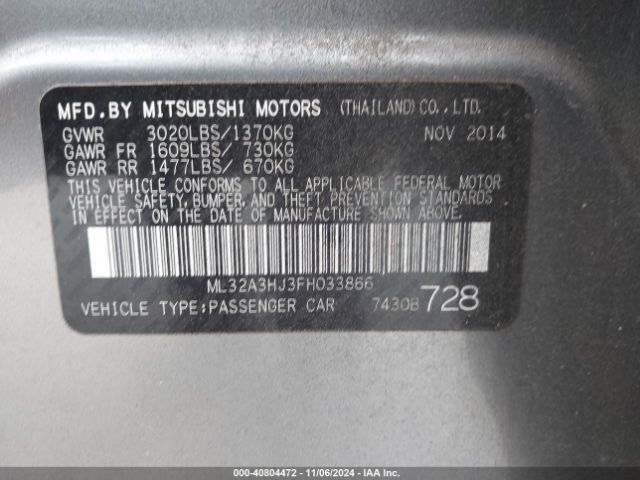 MFD. BY MITSUBISHI MOTORS (THAILAND) CO., LTD.
GVWR 3020LBS/1370KG NOV 2014
GAWR FR 1609LBS/ 730KG
GAWR RR 1477LBS/ 670KG
THIS VEHICLE CONFORMS TO ALL APPLICABLE FEDERAL MOTOR
VEHICLE SAFETY, BUMPER, AND THEFT PREVENTION STANDARDS
IN EFFECT ON THE DATE OF MANUFACTURE SHOWN ABOVE.
ML32A3HJ3FH033866
VEHICLE TYPE:PASSENGER CAR 7430B 728
000-40804472 - 11/06/2024 - IAAI.com